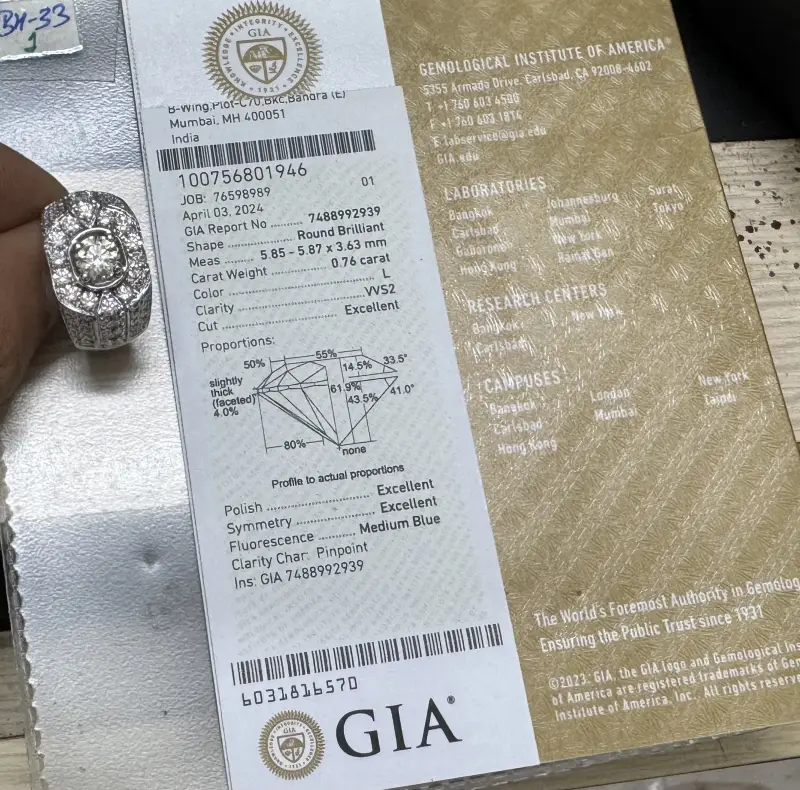 BH-33
1
KNOWLEDGE INTEGRITY EXCELLENCE
GIA
1931
B-Wing,Plot-C70,BKC,Bandra (E)
Mumbai, MH 400051
India
100756801946
JOB: 76598989 01
April 03, 2024
GIA Report No 7488992939
Shape Round Brilliant
Meas 5.85 - 5.87 x 3.63 mm
Carat Weight 0.76 carat
Color L
Clarity VVS2
Cut Excellent
Proportions:
50% 55% 14.5% 33.5°
slightly
thick
(faceted)
4.0%
61.9% 43.5% 41.0°
80% none
Profile to actual proportions
Polish Excellent
Symmetry Excellent
Fluorescence Medium Blue
Clarity Char: Pinpoint
Ins: GIA 7488992939
6031816570
GIA®
GEMOLOGICAL INSTITUTE OF AMERICA®
5355 Armada Drive, Carlsbad, CA 92008-4602
T +1 760 603 4500
F +1 760 603 1814
E labservice@gia.edu
GIA.edu
LABORATORIES
Bangkok Johannesburg Surat
Carlsbad Mumbai Tokyo
Gaborone New York
Hong Kong Ramat Gan
RESEARCH CENTERS
Bangkok New York
Carlsbad
CAMPUSES
Bangkok London New York
Carlsbad Mumbai Taipei
Hong Kong
The World's Foremost Authority in Gemolog
Ensuring the Public Trust since 1931
©2023. GIA, the GIA logo and Gemological Ins
of America are registered trademarks of Gem
Institute of America, Inc. All rights reserve